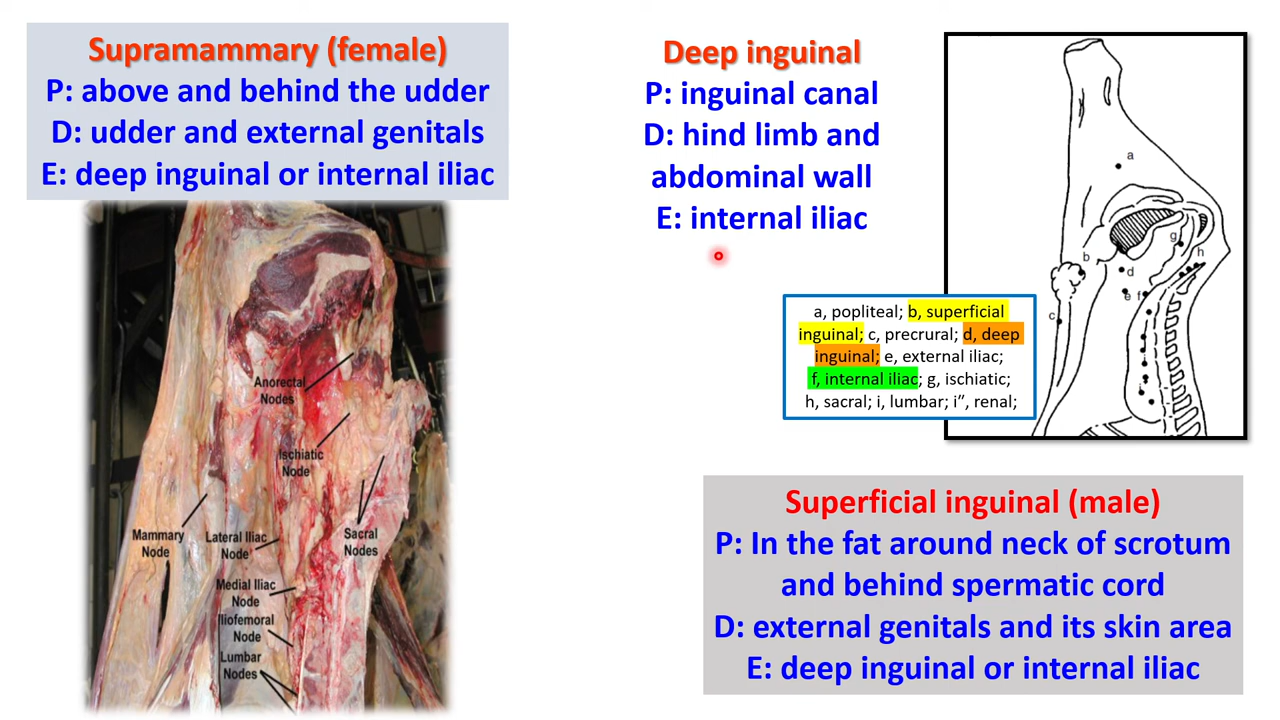 Supramammary (female)
P: above and behind the udder
D: udder and external genitals
E: deep inguinal or internal iliac
Deep inguinal
P: inguinal canal
D: hind limb and
abdominal wall
E: internal iliac
a
b
c
d
e
f
g
h
a, popliteal; b, superficial
inguinal; c, precrural; d, deep
inguinal; e, external iliac;
f, internal iliac; g, ischiatic;
h, sacral; i, lumbar; i″, renal;
Anorectal
Nodes
Ischiatic
Node
Mammary
Node
Lateral Iliac
Node
Sacral
Nodes
Medial Iliac
Node
Iliofemoral
Node
Lumbar
Nodes
Superficial inguinal (male)
P: In the fat around neck of scrotum
and behind spermatic cord
D: external genitals and its skin area
E: deep inguinal or internal iliac